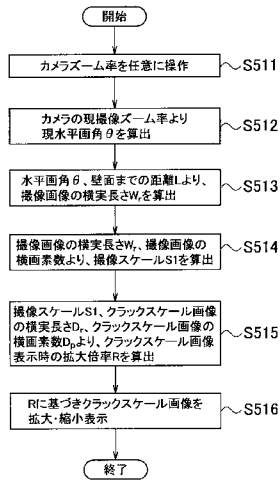 開始
カメラズーム率を任意に操作
S511
カメラの現撮像ズーム率より
現水平画角θを算出
S512
水平画角θ、壁面までの距離Lより、
撮像画像の横実長さWrを算出
S513
撮像画像の横実長さWr、撮像画像の
横画素数より、撮像スケールS1を算出
S514
撮像スケールS1、クラックスケール画像
の横実長さDr、クラックスケール画像の
横画素数Dpより、クラックスケール画像
表示時の拡大倍率Rを算出
S515
Rに基づきクラックスケール画像を
拡大・縮小表示
S516
終了